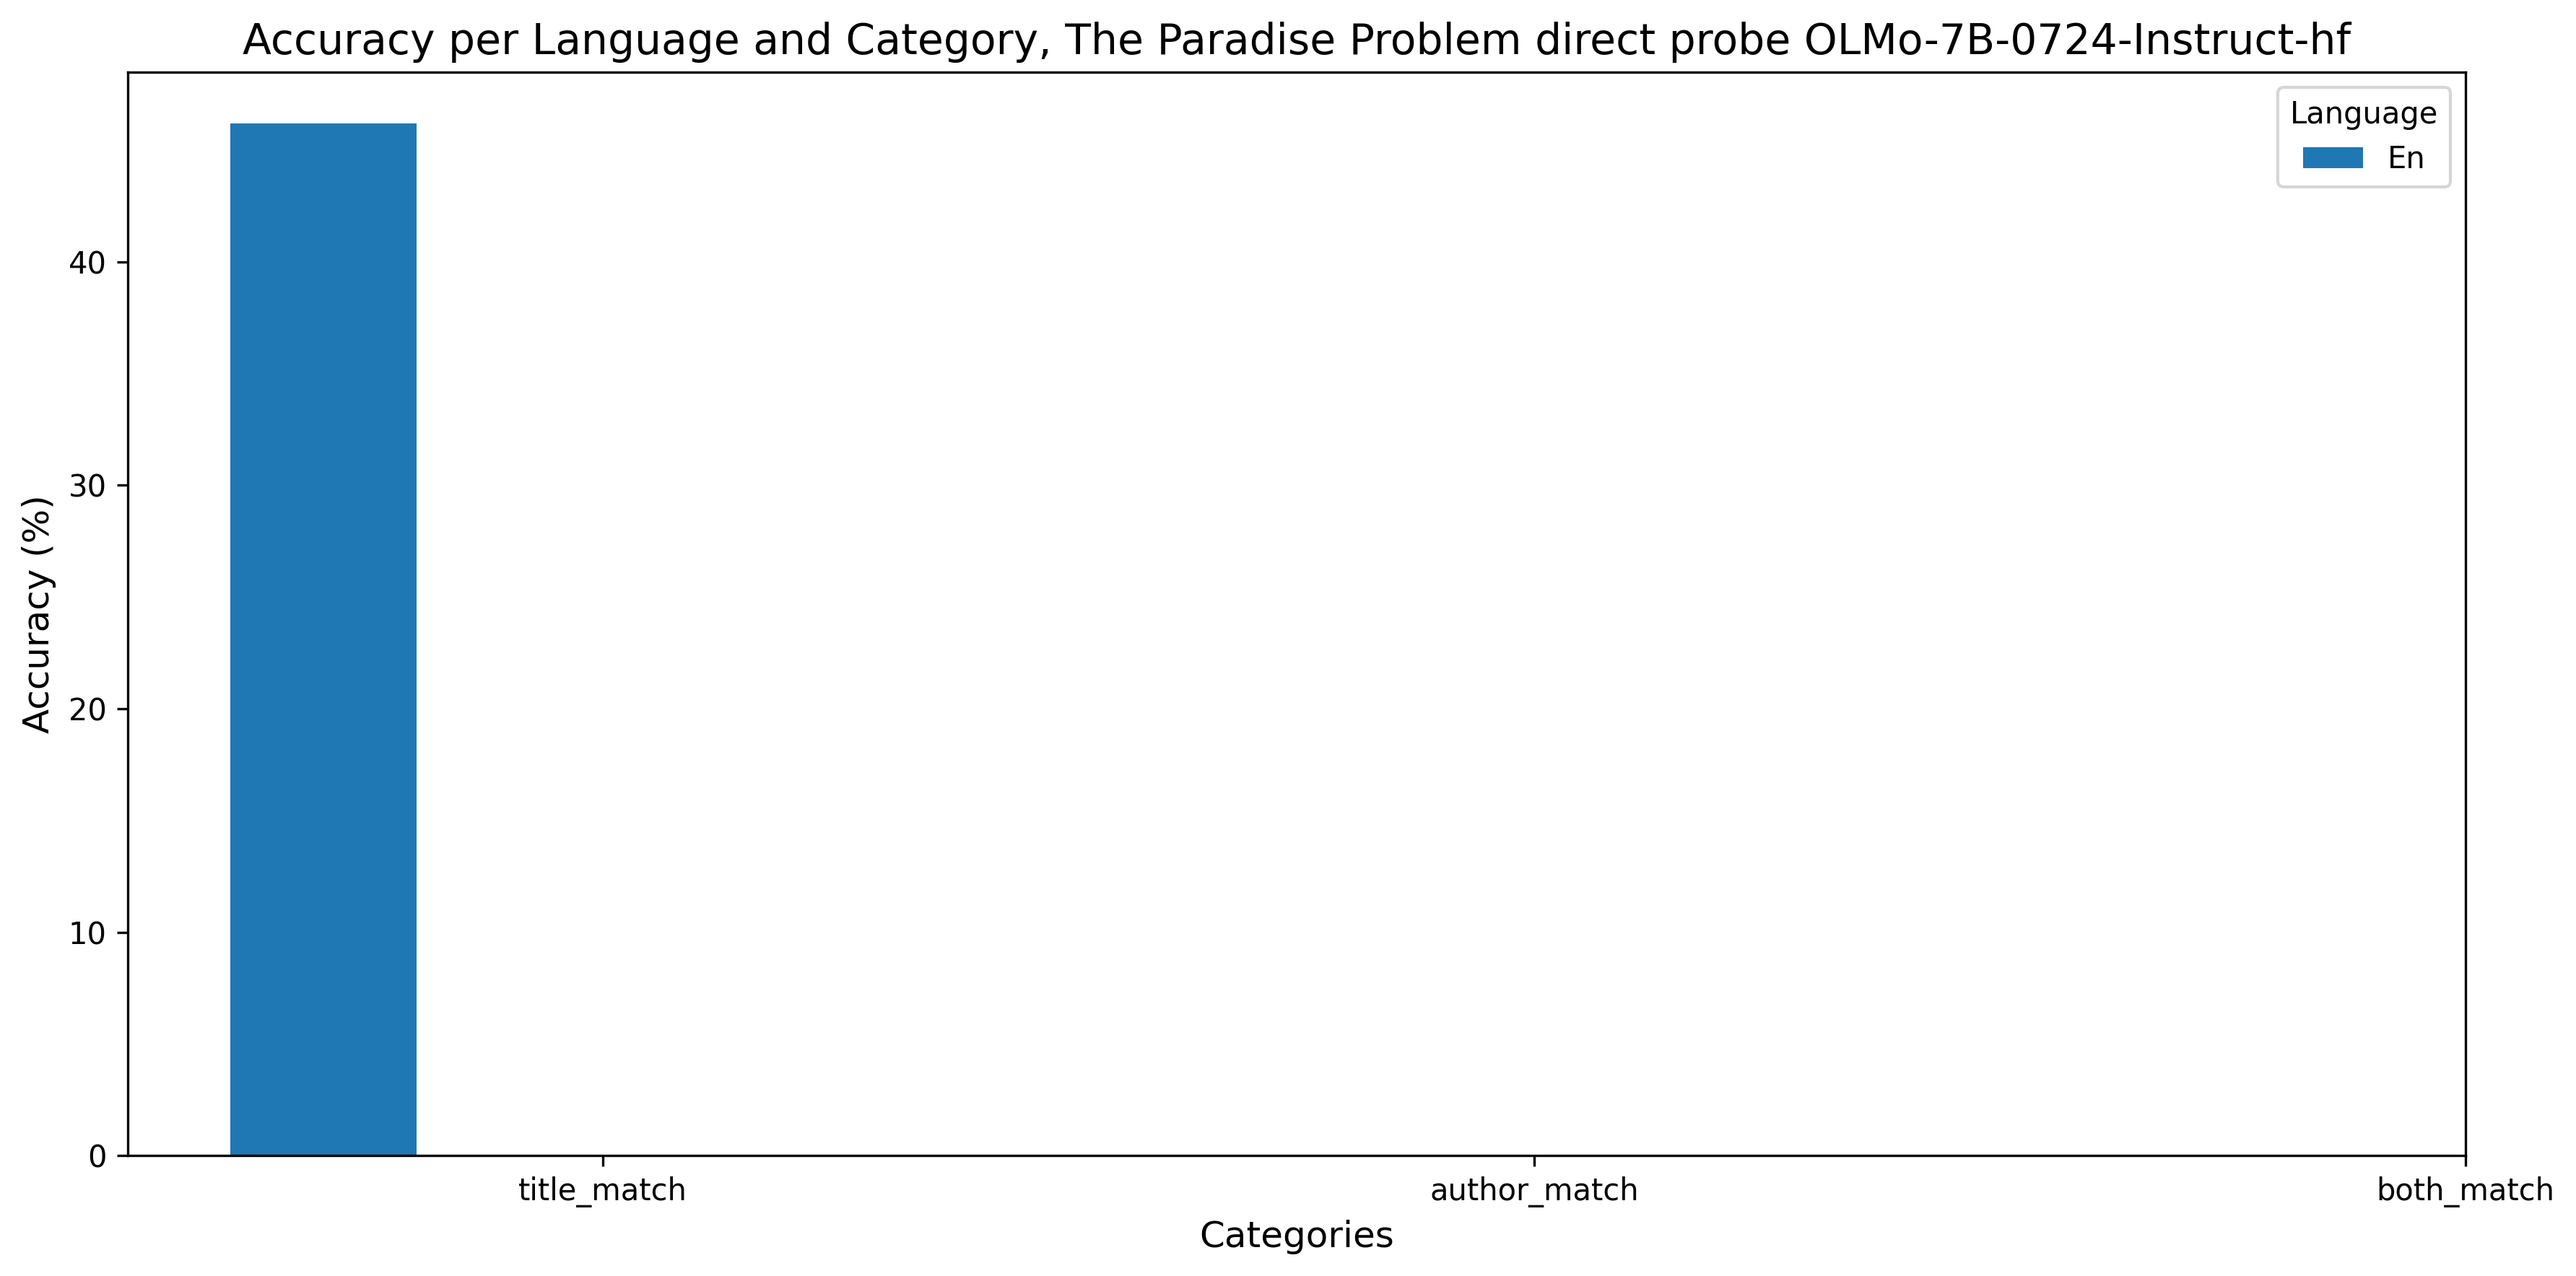 Accuracy per Language and Category, The Paradise Problem direct probe OLMo-7B-0724-Instruct-hf
Language
En
Accuracy (%)
40
30
20
10
0
title_match
author_match
both_match
Categories